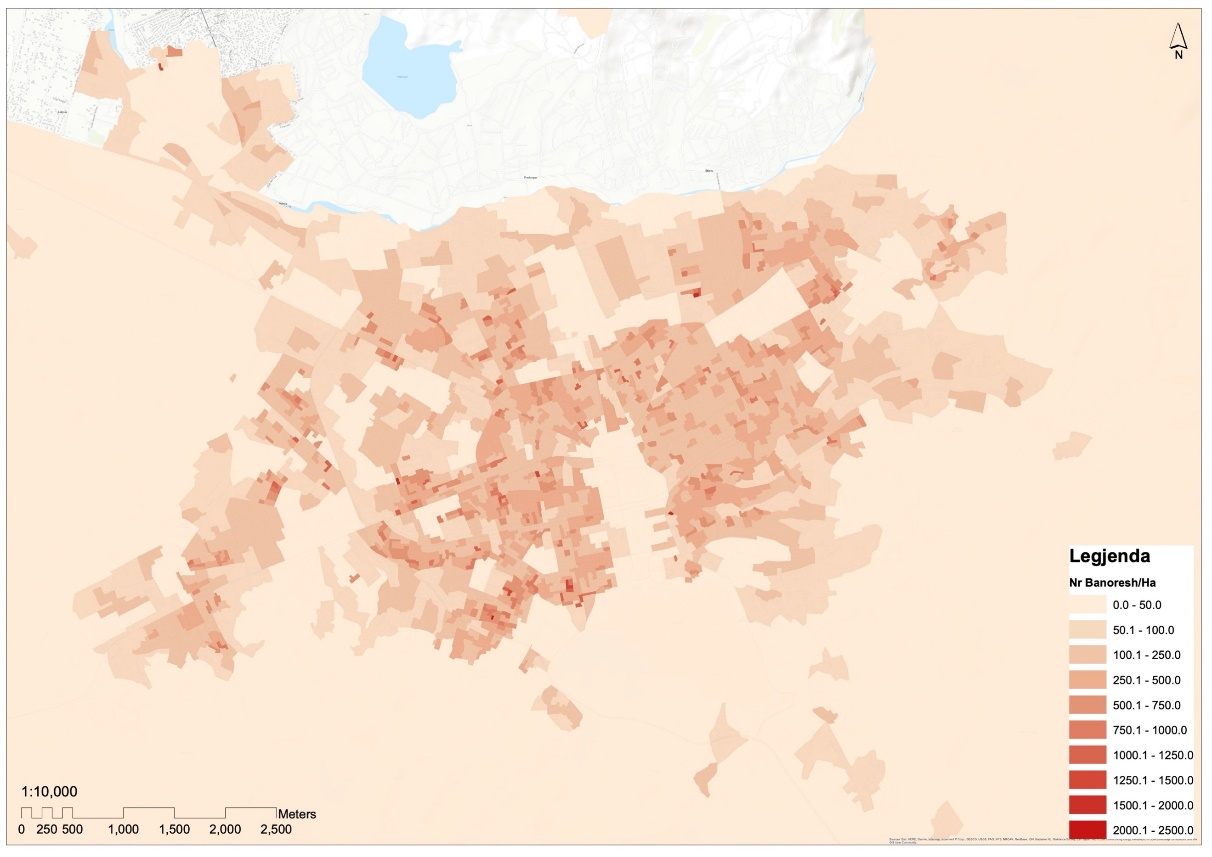 N
Legjenda
Nr Banoresh/Ha
0.0 - 50.0
50.1 - 100.0
100.1 - 250.0
250.1 - 500.0
500.1 - 750.0
750.1 - 1000.0
1000.1 - 1250.0
1250.1 - 1500.0
1500.1 - 2000.0
2000.1 - 2500.0
1:10,000
Meters
0 250 500 1,000 1,500 2,000 2,500